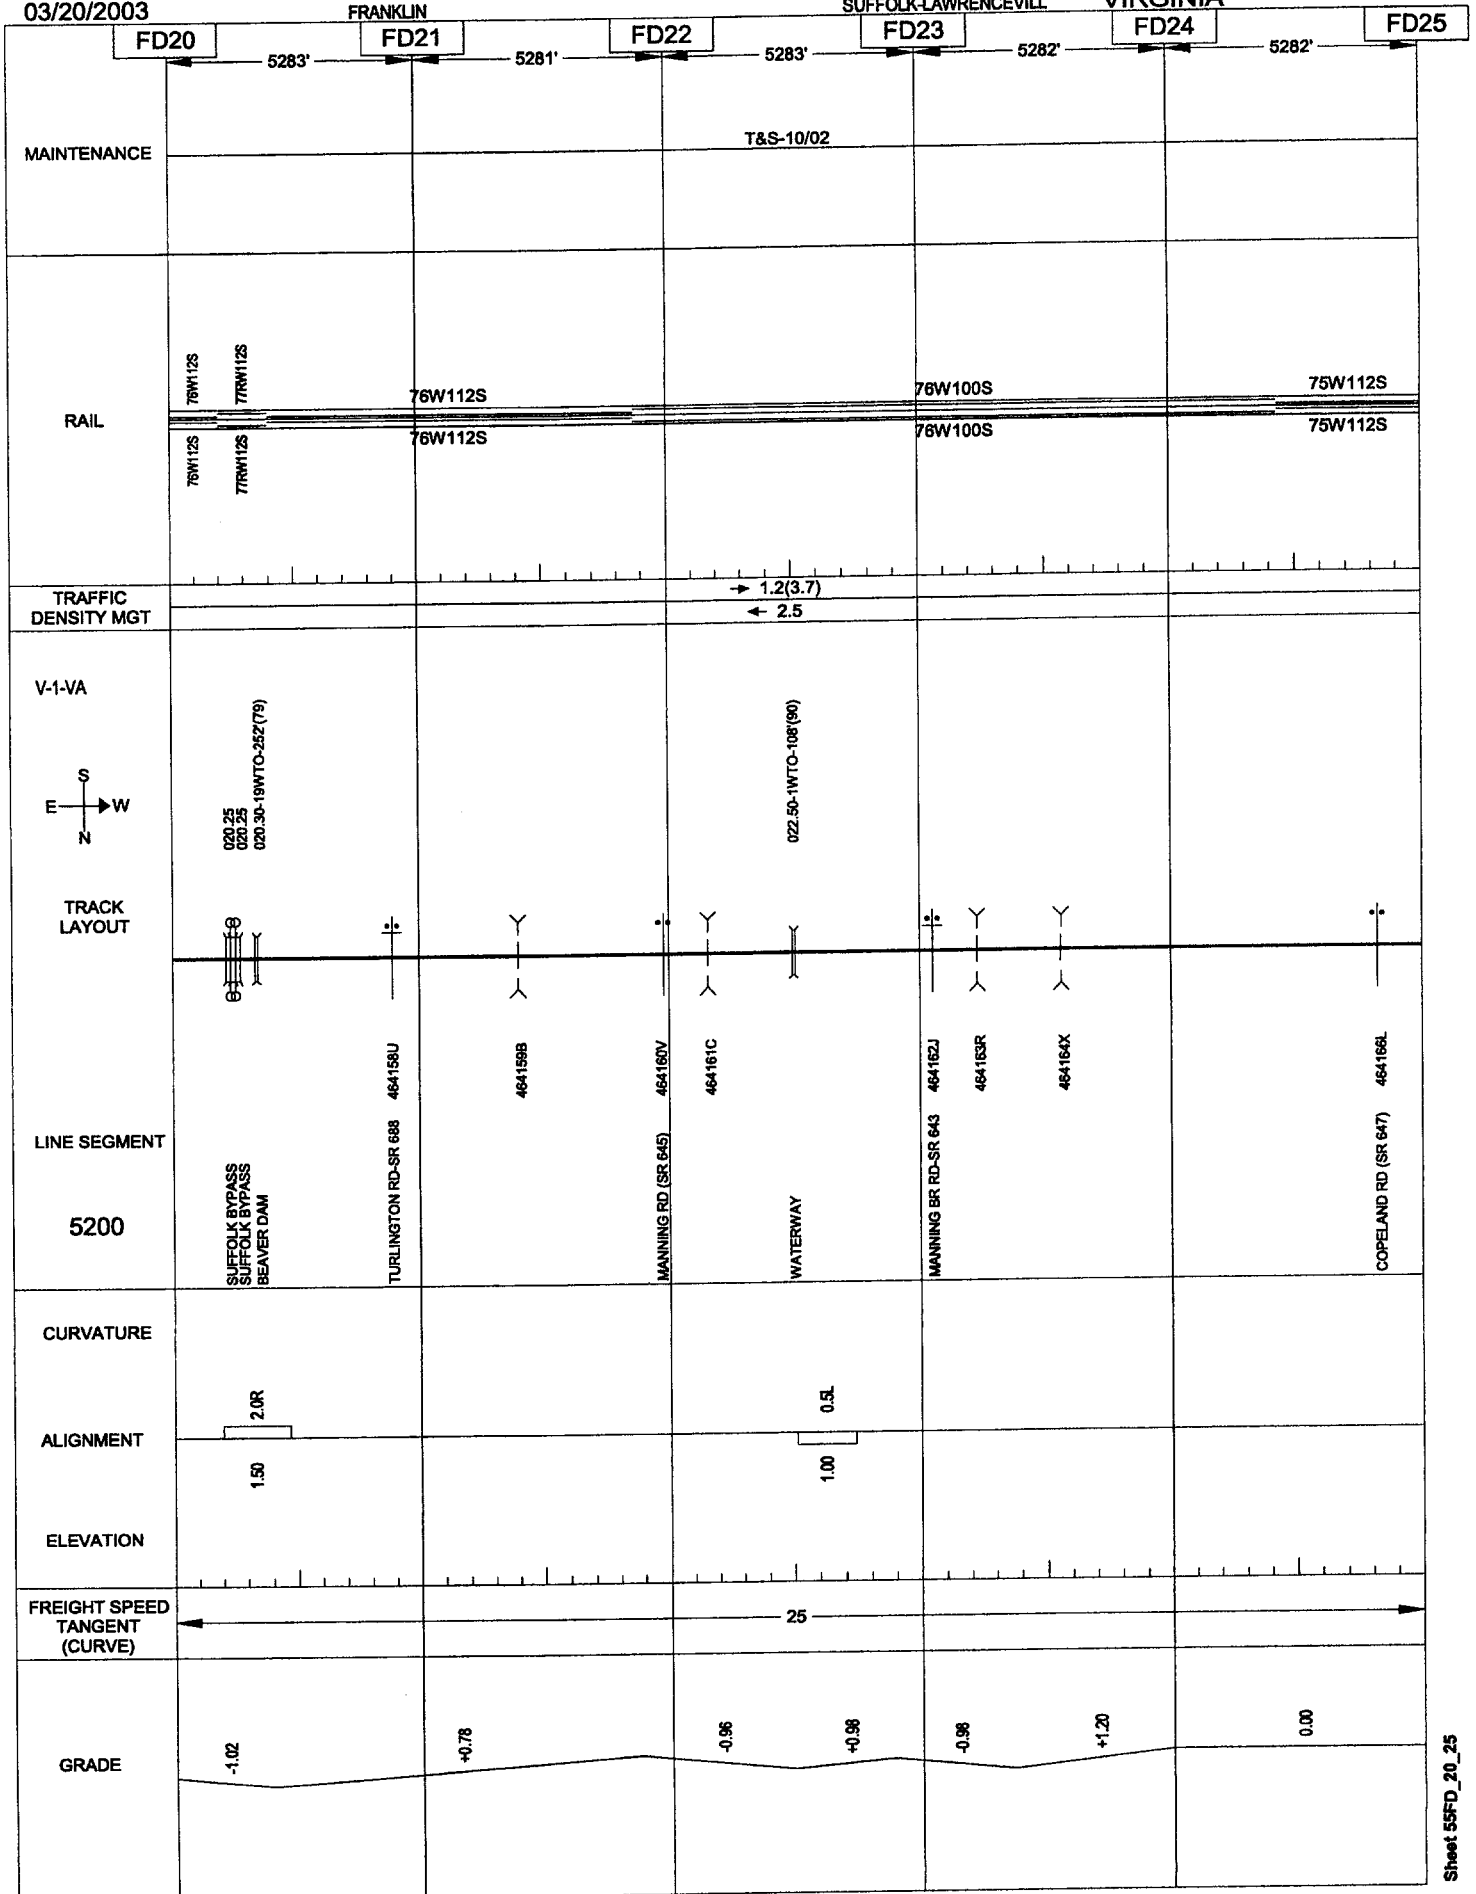 03/20/2003
FRANKLIN
SUFFOLK-LAWRENCEVILL
VIRGINIA
FD20
FD21
FD22
FD23
FD24
FD25
5283'
5281'
5283'
5282'
5282'
MAINTENANCE
T&S-10/02
RAIL
76W112S
77RW112S
76W112S
76W100S
75W112S
76W112S
77RW112S
76W112S
76W100S
75W112S
TRAFFIC
DENSITY MGT
→ 1.2(3.7)
← 2.5
V-1-VA
S
E
W
N
020.25
020.25
020.30-19WTO-252'(79)
022.50-1WTO-108'(90)
TRACK
LAYOUT
464158U
464159B
464160V
464161C
464162J
464163R
464164X
464166L
LINE SEGMENT
5200
SUFFOLK BYPASS
SUFFOLK BYPASS
BEAVER DAM
TURLINGTON RD-SR 688
MANNING RD (SR 645)
WATERWAY
MANNING BR RD-SR 643
COPELAND RD (SR 647)
CURVATURE
2.0R
0.5L
ALIGNMENT
1.50
1.00
ELEVATION
FREIGHT SPEED
TANGENT
(CURVE)
25
GRADE
-1.02
+0.78
-0.96
+0.98
-0.98
+1.20
0.00
Sheet 55FD_20_25